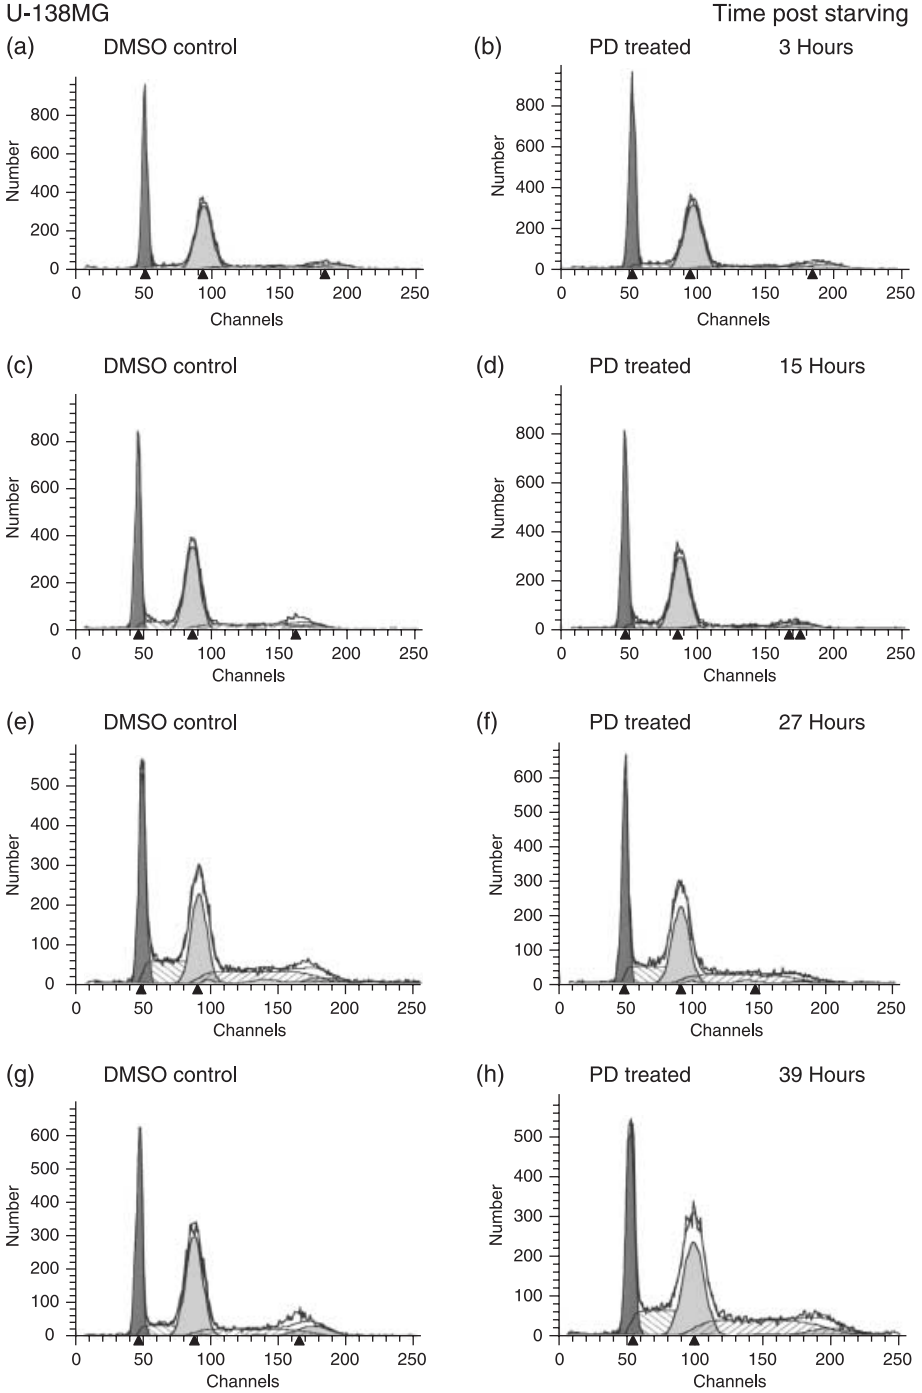 U-138MG Time post starving
(a) DMSO control (b) PD treated 3 Hours
Number
800
600
400
200
0
0 50 100 150 200 250
Channels
Number
800
600
400
200
0
0 50 100 150 200 250
Channels
(c) DMSO control (d) PD treated 15 Hours
Number
800
600
400
200
0
0 50 100 150 200 250
Channels
Number
800
600
400
200
0
0 50 100 150 200 250
Channels
(e) DMSO control (f) PD treated 27 Hours
Number
500
400
300
200
100
0
0 50 100 150 200 250
Channels
Number
600
500
400
300
200
100
0
0 50 100 150 200 250
Channels
(g) DMSO control (h) PD treated 39 Hours
Number
600
500
400
300
200
100
0
0 50 100 150 200 250
Channels
Number
500
400
300
200
100
0
0 50 100 150 200 250
Channels